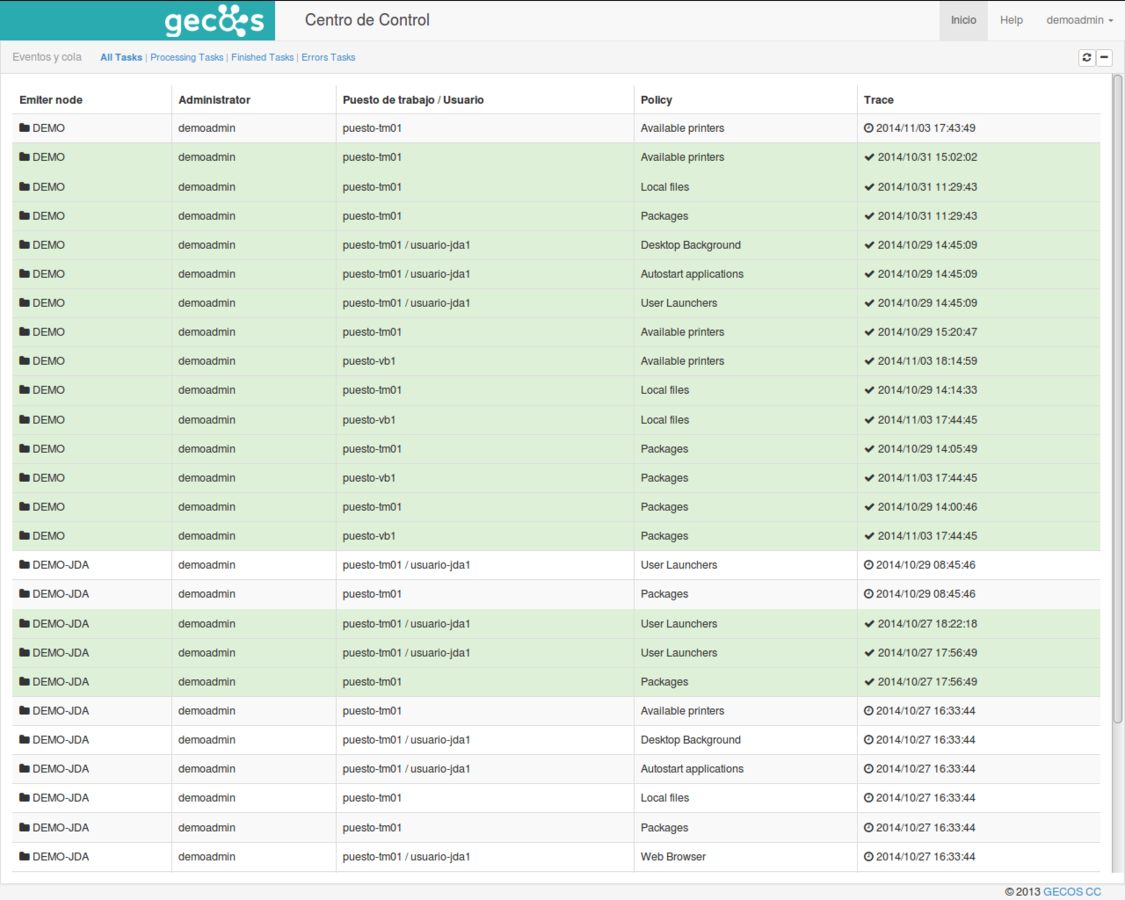 gecos Centro de Control Inicio Help demoadmin
Eventos y cola All Tasks | Processing Tasks | Finished Tasks | Errors Tasks
Emiter node Administrator Puesto de trabajo / Usuario Policy Trace
DEMO demoadmin puesto-tm01 Available printers 2014/11/03 17:43:49
DEMO demoadmin puesto-tm01 Available printers 2014/10/31 15:02:02
DEMO demoadmin puesto-tm01 Local files 2014/10/31 11:29:43
DEMO demoadmin puesto-tm01 Packages 2014/10/31 11:29:43
DEMO demoadmin puesto-tm01 / usuario-jda1 Desktop Background 2014/10/29 14:45:09
DEMO demoadmin puesto-tm01 / usuario-jda1 Autostart applications 2014/10/29 14:45:09
DEMO demoadmin puesto-tm01 / usuario-jda1 User Launchers 2014/10/29 14:45:09
DEMO demoadmin puesto-tm01 Available printers 2014/10/29 15:20:47
DEMO demoadmin puesto-vb1 Available printers 2014/11/03 18:14:59
DEMO demoadmin puesto-tm01 Local files 2014/10/29 14:14:33
DEMO demoadmin puesto-vb1 Local files 2014/11/03 17:44:45
DEMO demoadmin puesto-tm01 Packages 2014/10/29 14:05:49
DEMO demoadmin puesto-vb1 Packages 2014/11/03 17:44:45
DEMO demoadmin puesto-tm01 Packages 2014/10/29 14:00:46
DEMO demoadmin puesto-vb1 Packages 2014/11/03 17:44:45
DEMO-JDA demoadmin puesto-tm01 / usuario-jda1 User Launchers 2014/10/29 08:45:46
DEMO-JDA demoadmin puesto-tm01 Packages 2014/10/29 08:45:46
DEMO-JDA demoadmin puesto-tm01 / usuario-jda1 User Launchers 2014/10/27 18:22:18
DEMO-JDA demoadmin puesto-tm01 / usuario-jda1 User Launchers 2014/10/27 17:56:49
DEMO-JDA demoadmin puesto-tm01 Packages 2014/10/27 17:56:49
DEMO-JDA demoadmin puesto-tm01 Available printers 2014/10/27 16:33:44
DEMO-JDA demoadmin puesto-tm01 / usuario-jda1 Desktop Background 2014/10/27 16:33:44
DEMO-JDA demoadmin puesto-tm01 / usuario-jda1 Autostart applications 2014/10/27 16:33:44
DEMO-JDA demoadmin puesto-tm01 Local files 2014/10/27 16:33:44
DEMO-JDA demoadmin puesto-tm01 Packages 2014/10/27 16:33:44
DEMO-JDA demoadmin puesto-tm01 / usuario-jda1 Web Browser 2014/10/27 16:33:44
© 2013 GECOS CC